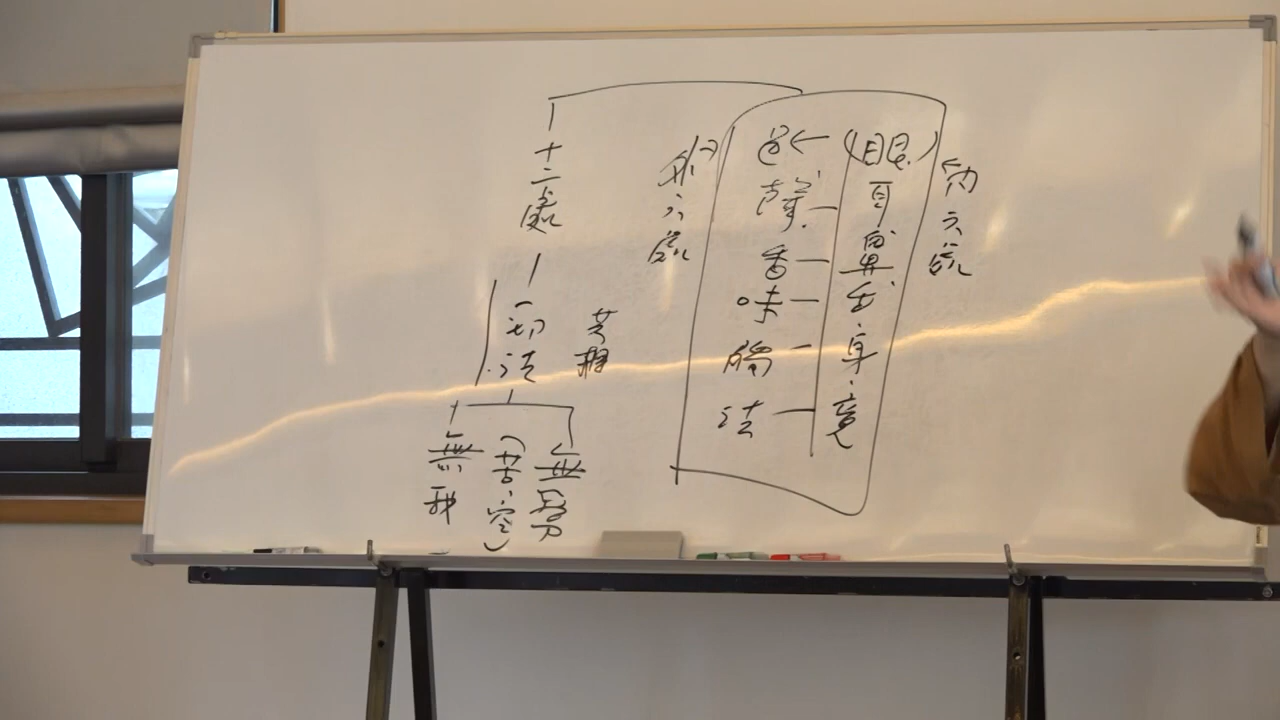 內六處
(眼)
耳
鼻
舌
身
意
色
聲
香
味
觸
法
外六處
十二處
一切法
共相
無常
(苦、空)
無我